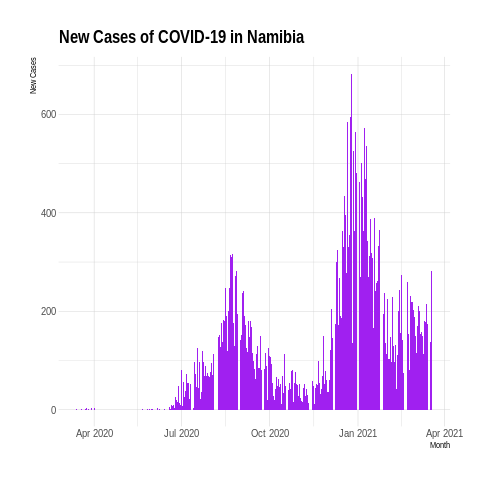 New Cases of COVID-19 in Namibia
New Cases
600
400
200
0
Apr 2020
Jul 2020
Oct 2020
Jan 2021
Apr 2021
Month